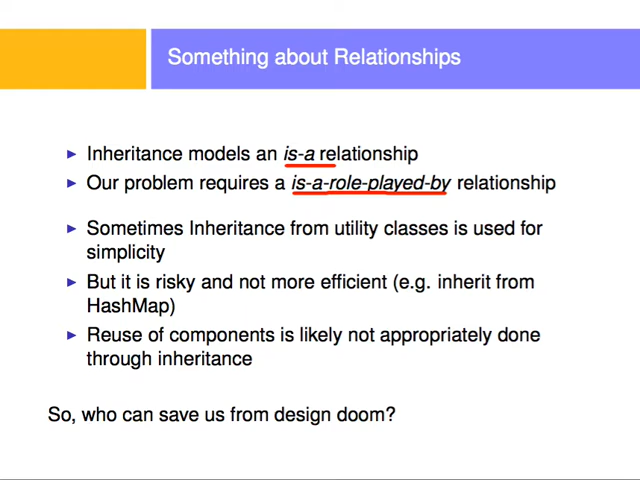 Something about Relationships
▶ Inheritance models an is-a relationship
▶ Our problem requires a is-a-role-played-by relationship
▶ Sometimes Inheritance from utility classes is used for
simplicity
▶ But it is risky and not more efficient (e.g. inherit from
HashMap)
▶ Reuse of components is likely not appropriately done
through inheritance
So, who can save us from design doom?